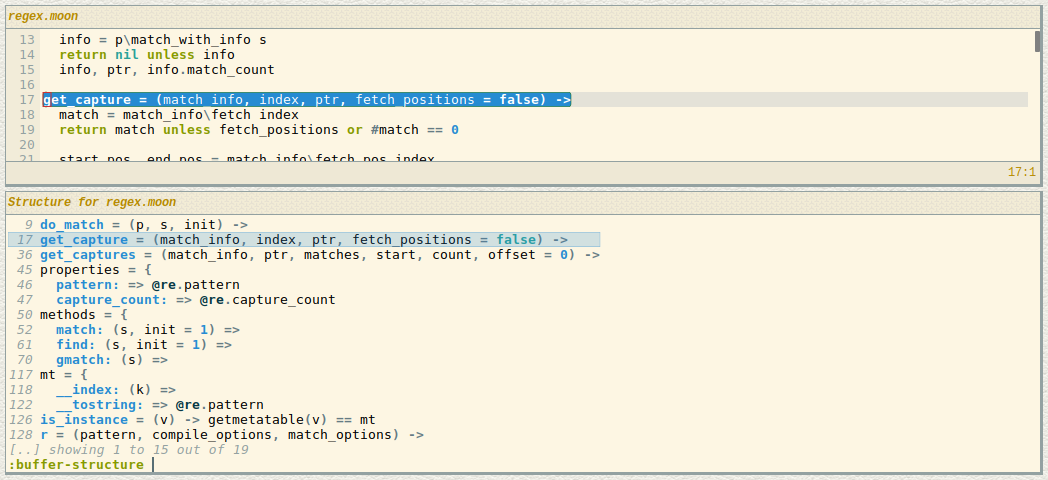 regex.moon
13 info = p\match_with_info s
14 return nil unless info
15 info, ptr, info.match_count
16
17 get_capture = (match_info, index, ptr, fetch_positions = false) ->
18 match = match_info\fetch index
19 return match unless fetch_positions or #match == 0
20
21 start_pos, end_pos = match_info\fetch_pos index
17:1
Structure for regex.moon
9 do_match = (p, s, init) ->
17 get_capture = (match_info, index, ptr, fetch_positions = false) ->
36 get_captures = (match_info, ptr, matches, start, count, offset = 0) ->
45 properties = {
46 pattern: => @re.pattern
47 capture_count: => @re.capture_count
50 methods = {
52 match: (s, init = 1) =>
61 find: (s, init = 1) =>
70 gmatch: (s) =>
117 mt = {
118 __index: (k) =>
122 __tostring: => @re.pattern
126 is_instance = (v) -> getmetatable(v) == mt
128 r = (pattern, compile_options, match_options) ->
[..] showing 1 to 15 out of 19
:buffer-structure